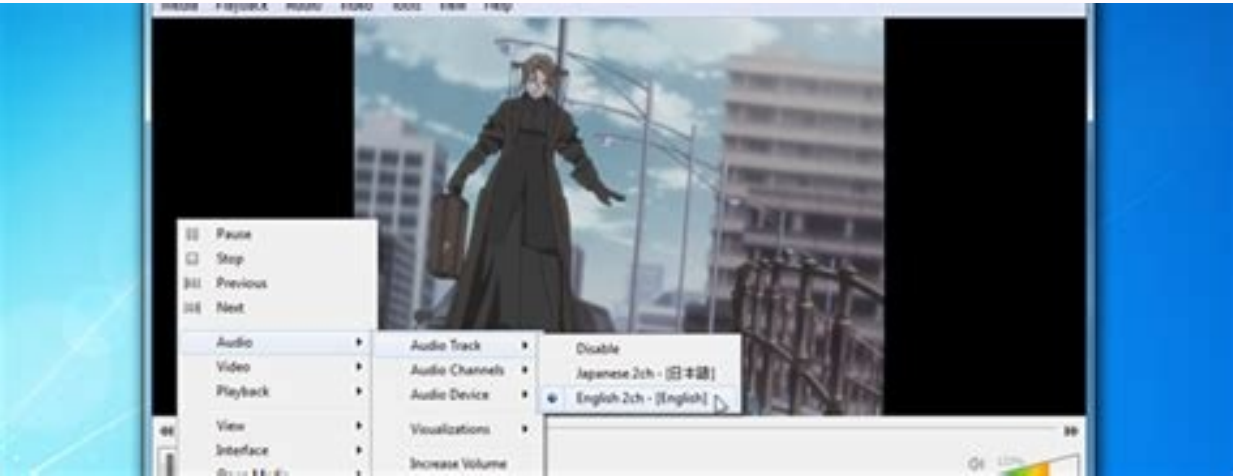 Media Playback Audio Video Tools View Help
Pause
Stop
Previous
Next
Audio
Video
Playback
View
Interface
Audio Track
Audio Channels
Audio Device
Visualizations
Increase Volume
Disable
Japanese 2ch - [日本語]
English 2ch - [English]